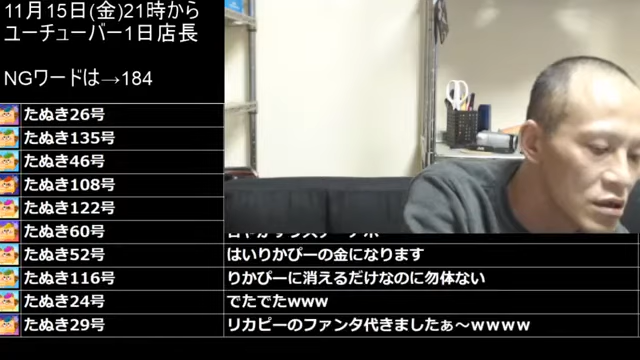 11月15日(金)21時から
ユーチューバー1日店長
NGワードは→184
たぬき26号
たぬき135号
たぬき46号
たぬき108号
たぬき122号
たぬき60号
たぬき52号 はいりかぴーの金になります
たぬき116号 りかぴーに消えるだけなのに勿体ない
たぬき24号 でたでたwww
たぬき29号 リカピーのファンタ代きましたぁ～wwww